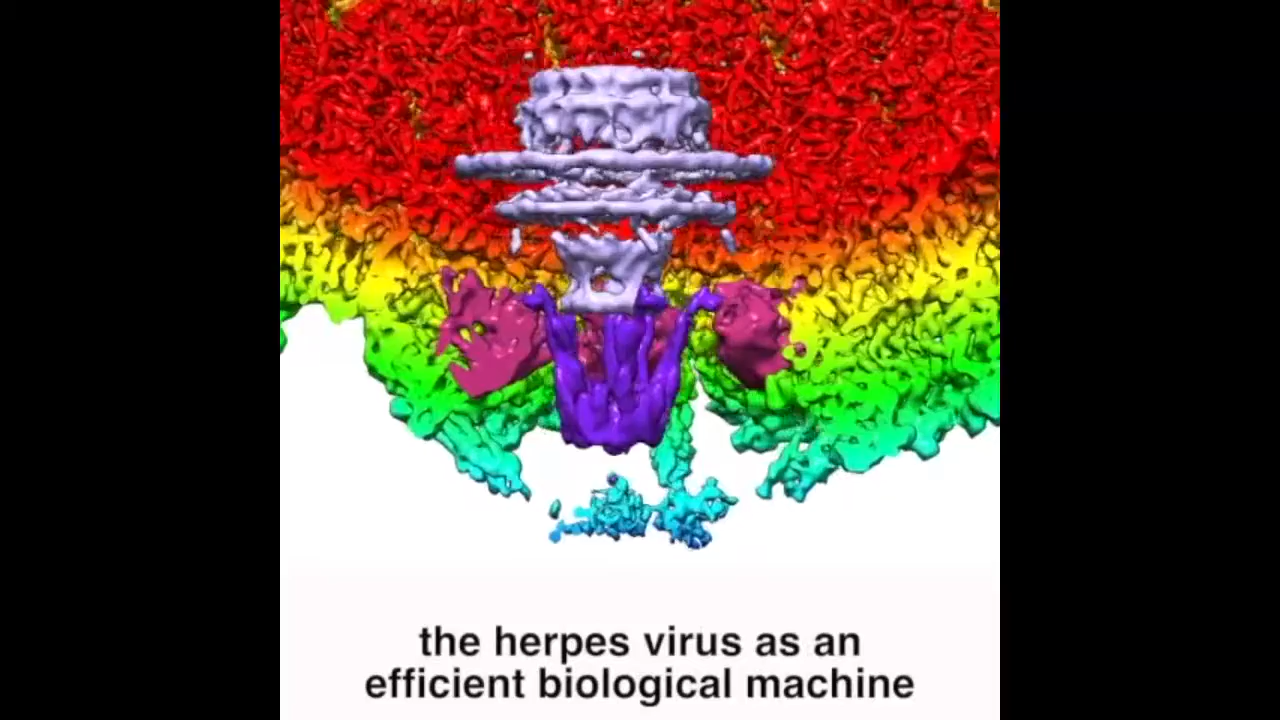 the herpes virus as an
efficient biological machine